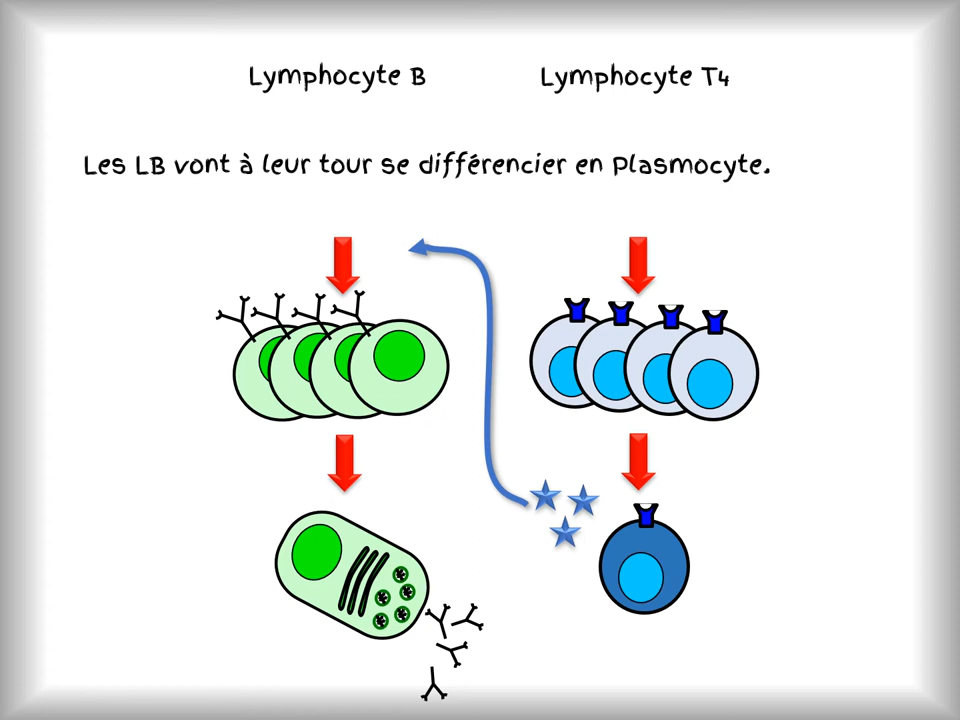 Lymphocyte B
Lymphocyte T4
Les LB vont à leur tour se différencier en Plasmocyte.